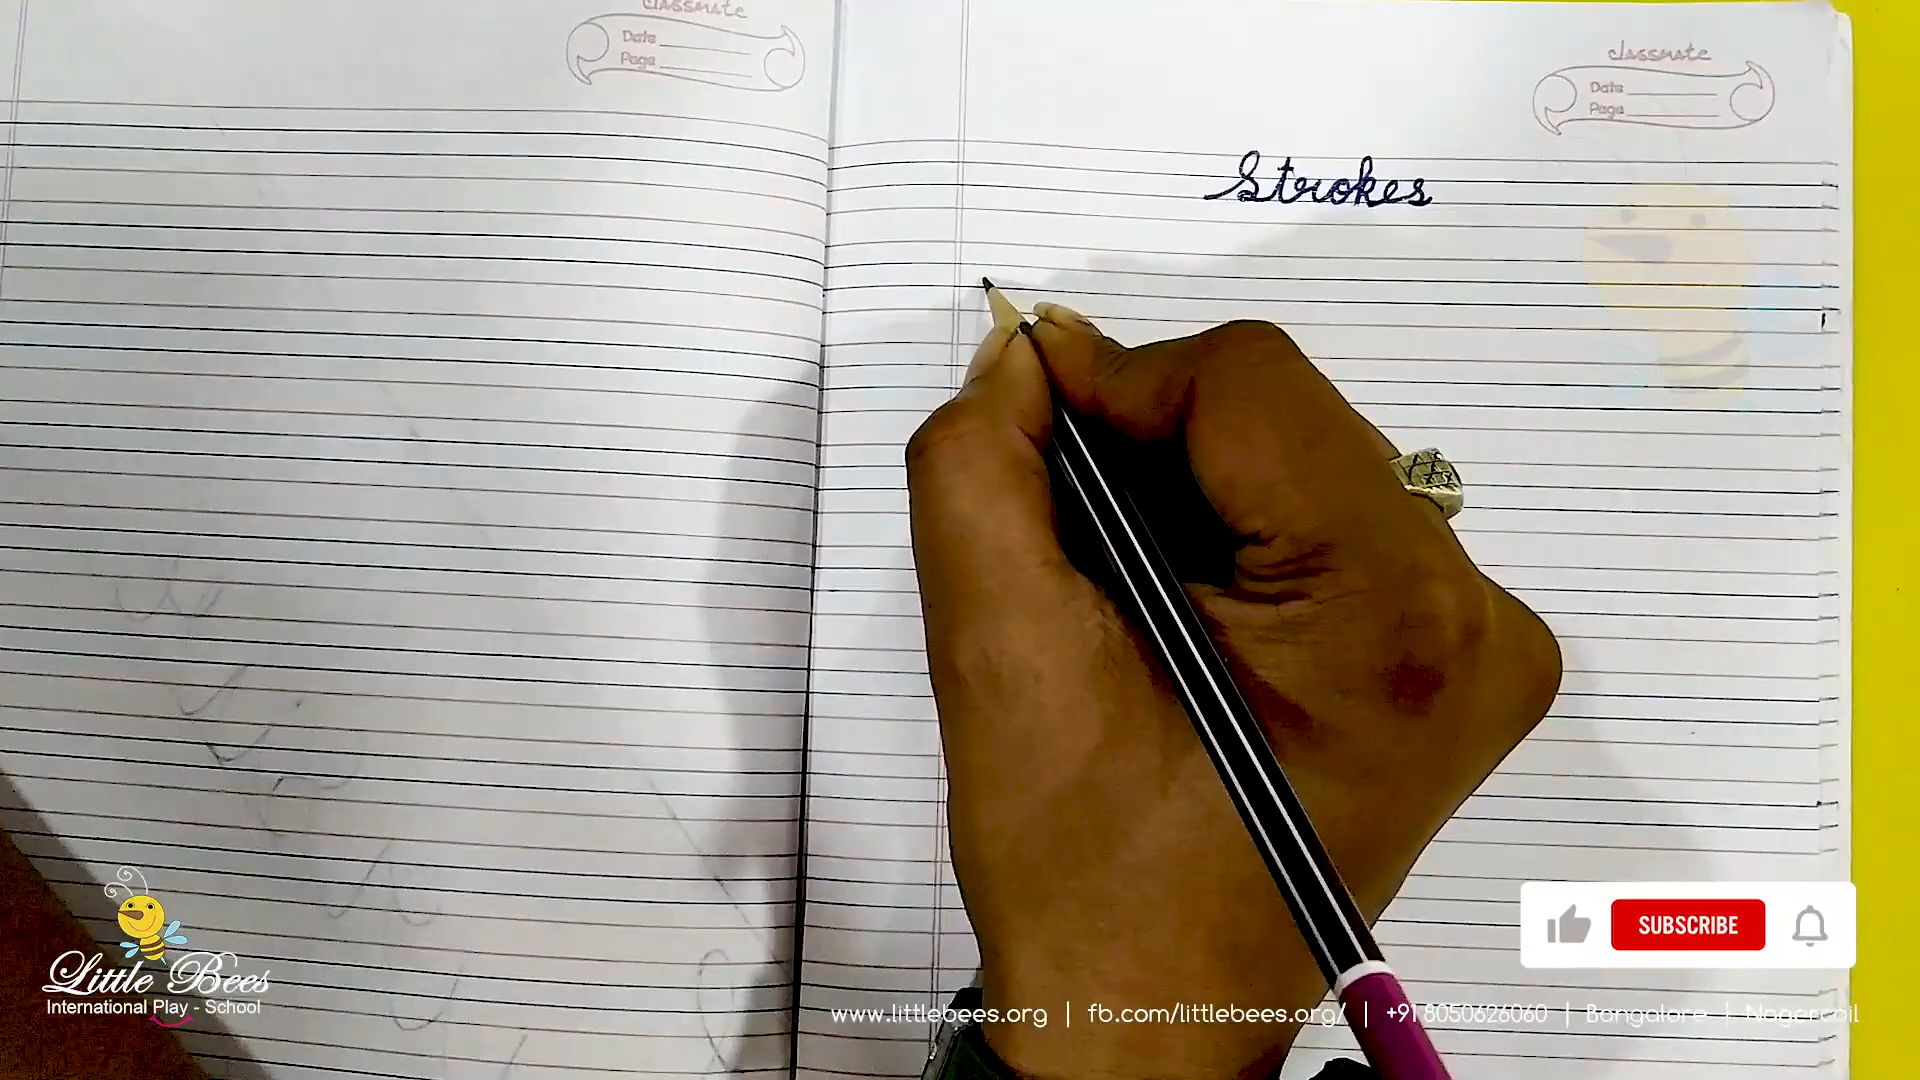 classmate
Date
Page
classmate
Date
Page
Strokes
SUBSCRIBE
Little Bees
International Play - School
www.littlebees.org | fb.com/littlebees.org/ | +91 8050626060 | Bangalore | Nagercoil